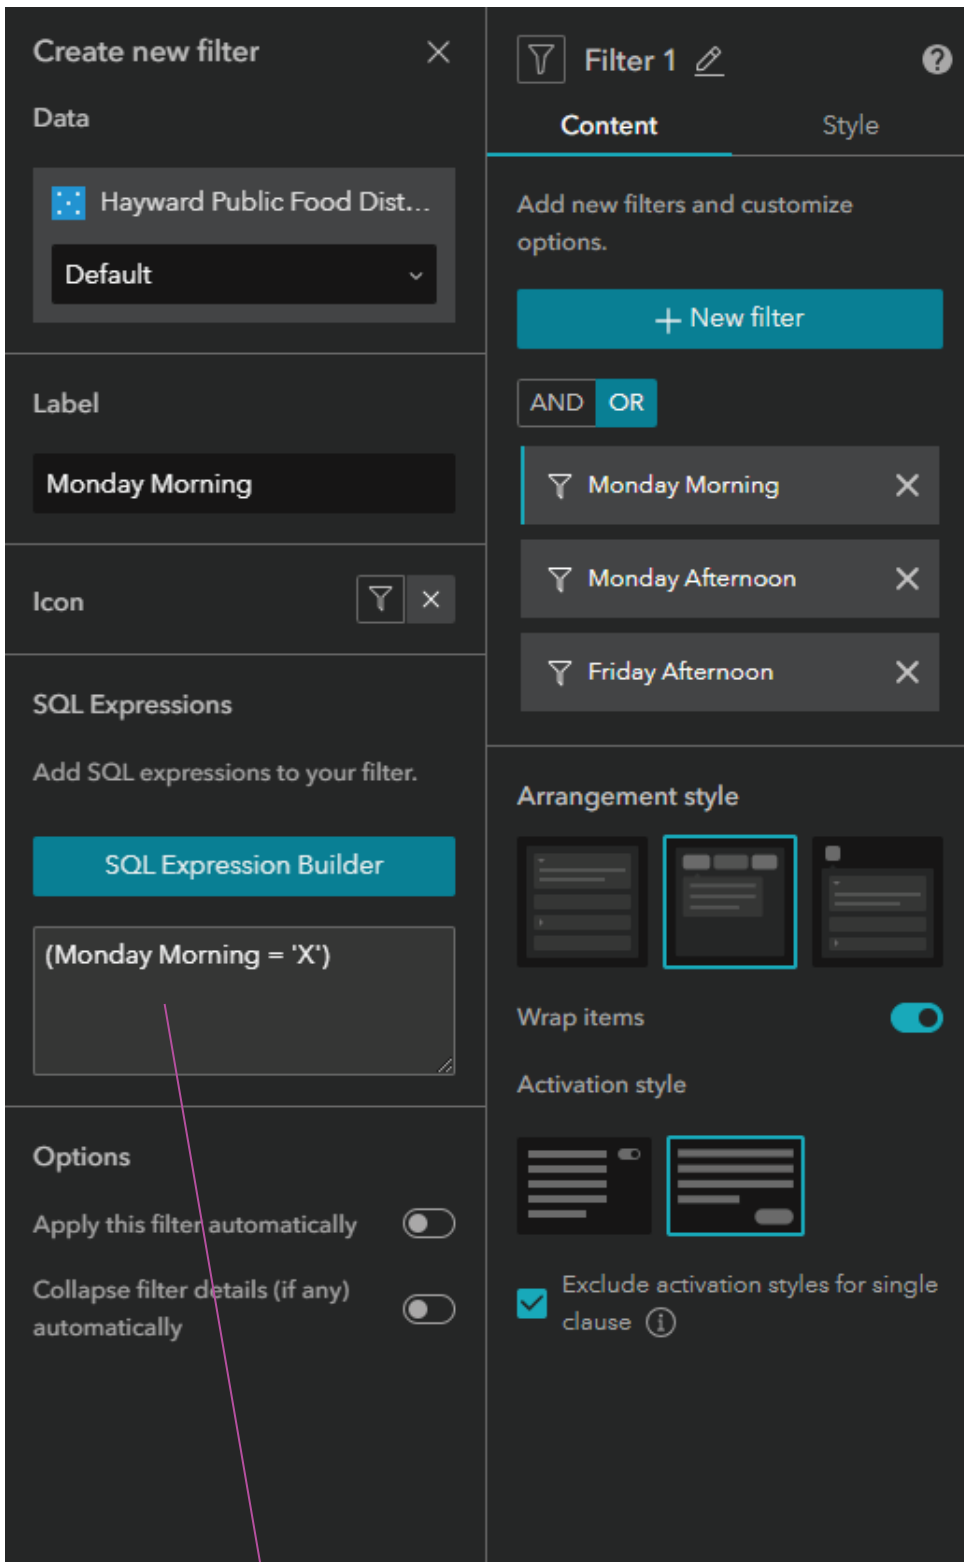 Create new filter
Data
Hayward Public Food Dist...
Default
Label
Monday Morning
Icon
SQL Expressions
Add SQL expressions to your filter.
SQL Expression Builder
(Monday Morning = 'X')
Options
Apply this filter automatically
Collapse filter details (if any)
automatically
Filter 1
Content Style
Add new filters and customize
options.
+ New filter
AND OR
Monday Morning
Monday Afternoon
Friday Afternoon
Arrangement style
Wrap items
Activation style
Exclude activation styles for single
clause